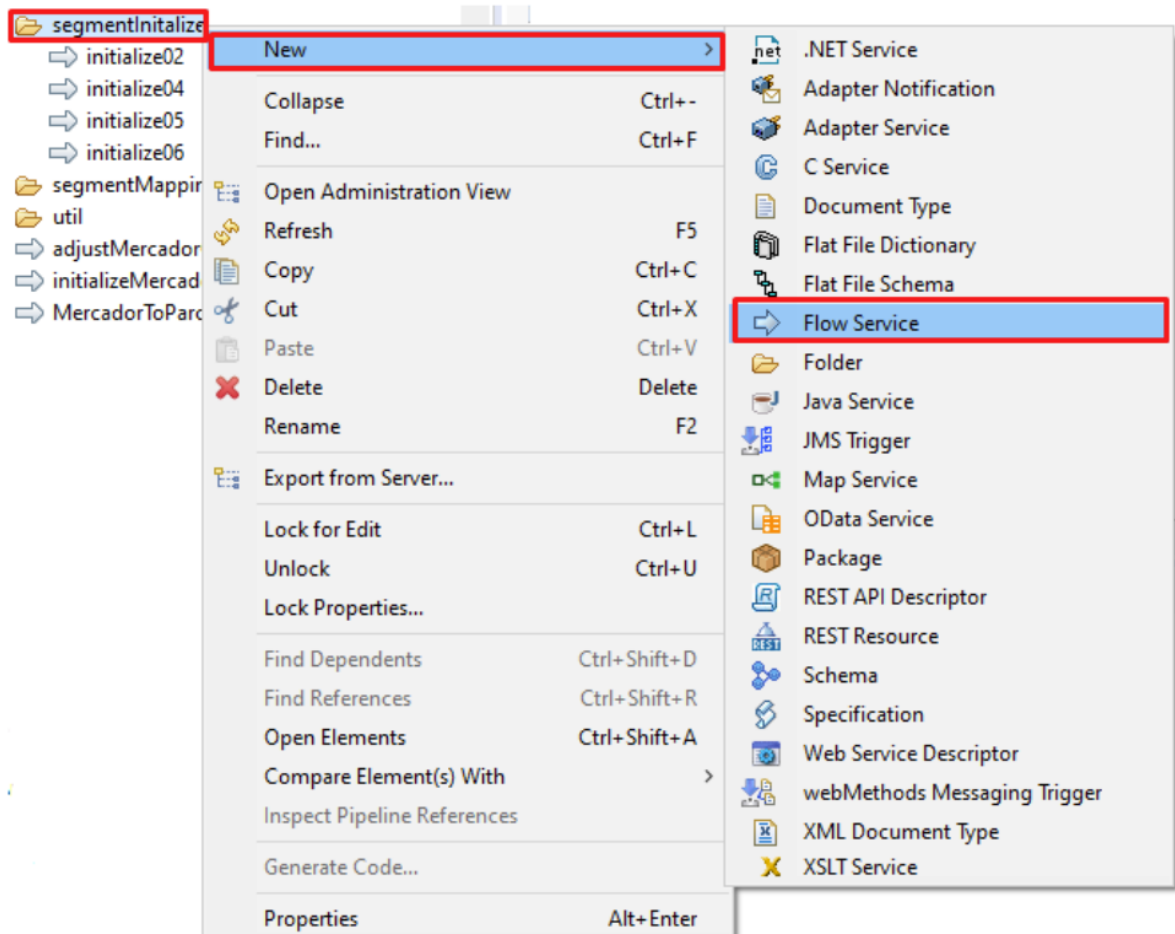 segmentInitalize
initialize02
initialize04
initialize05
initialize06
segmentMappin
util
adjustMercador
initializeMercad
MercadorToParc
New
Collapse Ctrl+-
Find... Ctrl+F
Open Administration View
Refresh F5
Copy Ctrl+C
Cut Ctrl+X
Paste Ctrl+V
Delete Delete
Rename F2
Export from Server...
Lock for Edit Ctrl+L
Unlock Ctrl+U
Lock Properties...
Find Dependents Ctrl+Shift+D
Find References Ctrl+Shift+R
Open Elements Ctrl+Shift+A
Compare Element(s) With
Inspect Pipeline References
Generate Code...
Properties Alt+Enter
.net .NET Service
Adapter Notification
Adapter Service
C Service
Document Type
Flat File Dictionary
Flat File Schema
Flow Service
Folder
Java Service
JMS Trigger
Map Service
OData Service
Package
REST API Descriptor
REST REST Resource
Schema
Specification
Web Service Descriptor
webMethods Messaging Trigger
XML Document Type
XSLT Service